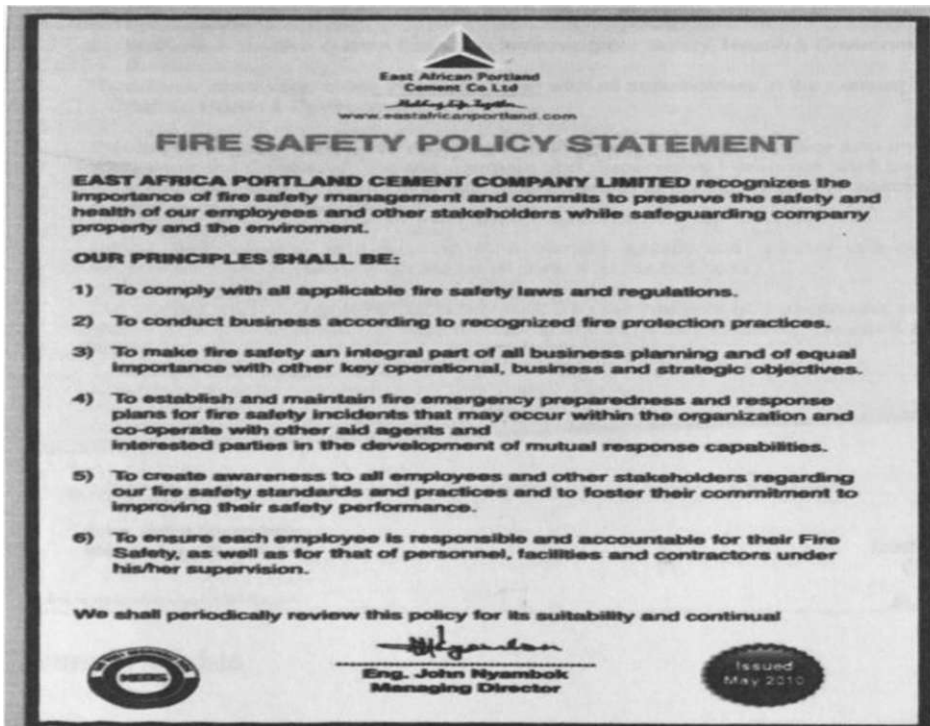 East African Portland
Cement Co Ltd
www.eastafricanportland.com
FIRE SAFETY POLICY STATEMENT
EAST AFRICA PORTLAND CEMENT COMPANY LIMITED recognizes the
importance of fire safety management and commits to preserve the safety and
health of our employees and other stakeholders while safeguarding company
property and the enviroment.
OUR PRINCIPLES SHALL BE:
1) To comply with all applicable fire safety laws and regulations.
2) To conduct business according to recognized fire protection practices.
3) To make fire safety an integral part of all business planning and of equal
importance with other key operational, business and strategic objectives.
4) To establish and maintain fire emergency preparedness and response
plans for fire safety incidents that may occur within the organization and
co-operate with other aid agents and
interested parties in the development of mutual response capabilities.
5) To create awareness to all employees and other stakeholders regarding
our fire safety standards and practices and to foster their commitment to
improving their safety performance.
6) To ensure each employee is responsible and accountable for their Fire
Safety, as well as for that of personnel, facilities and contractors under
his/her supervision.
We shall periodically review this policy for its suitability and continual
Eng. John Nyambok
Managing Director
Issued
May 2010